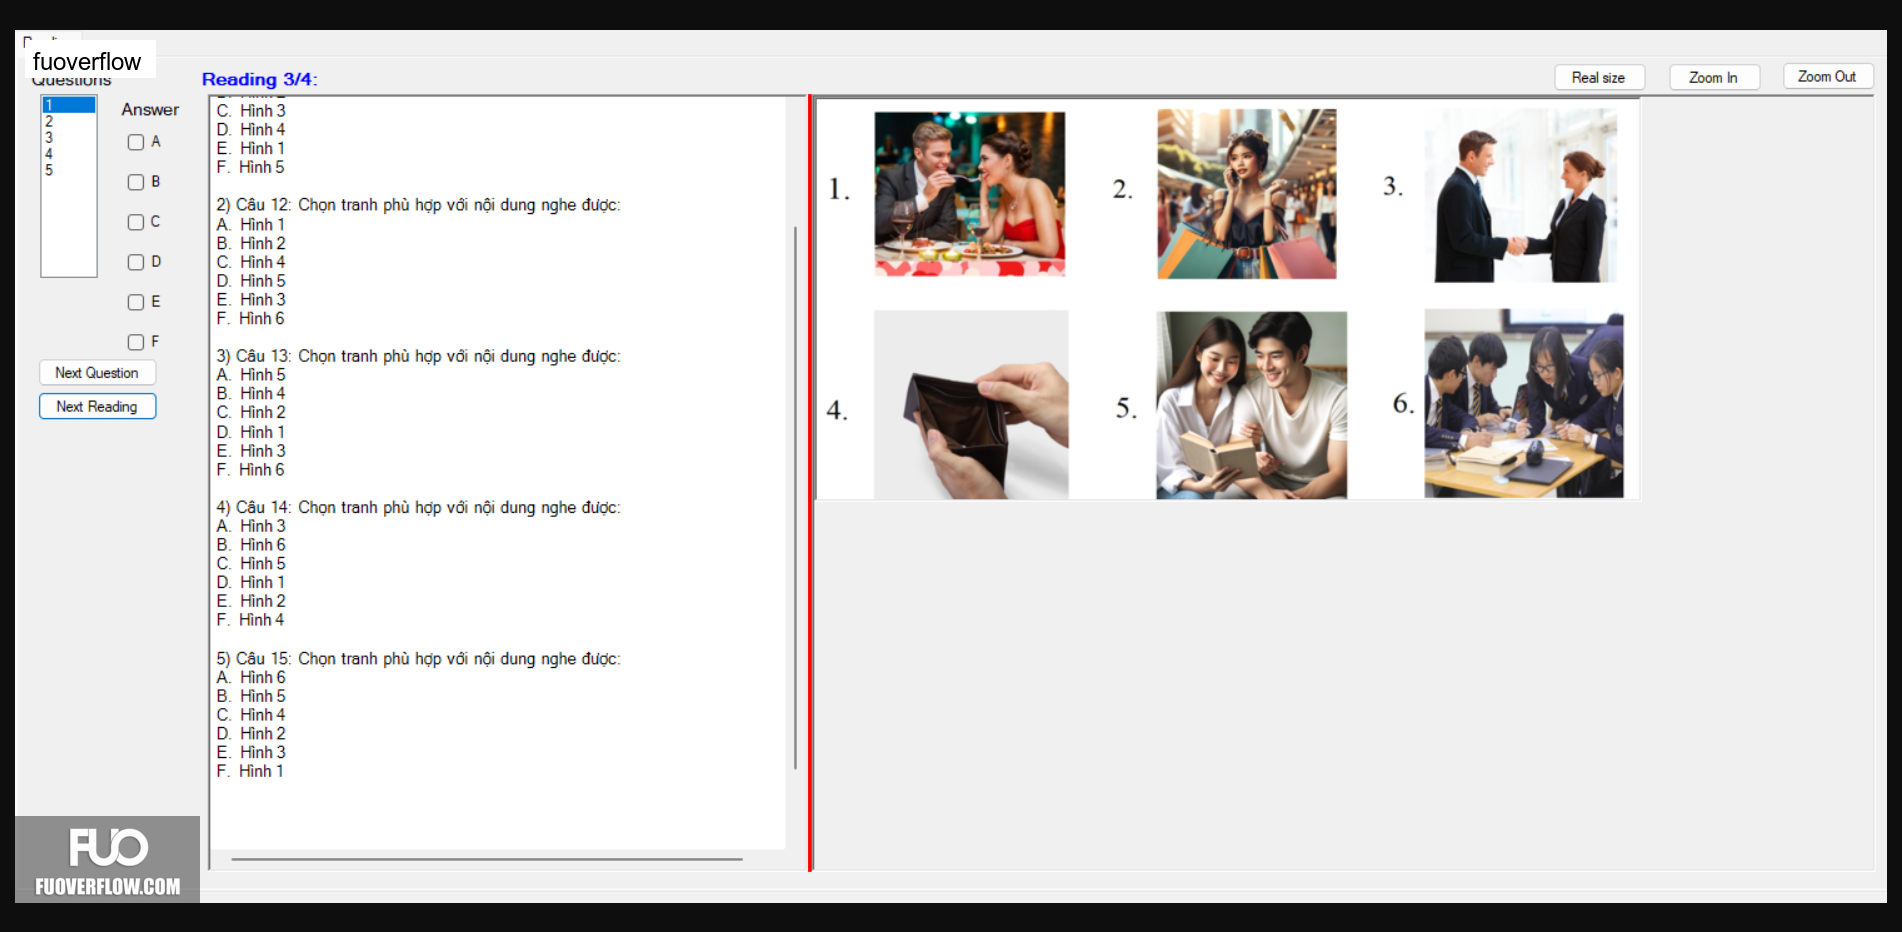 fuoverflow
Questions
Reading 3/4:
Real size
Zoom In
Zoom Out
1
2
3
4
5
Answer
A
B
C
D
E
F
Next Question
Next Reading
C. Hình 3
D. Hình 4
E. Hình 1
F. Hình 5
2) Câu 12: Chọn tranh phù hợp với nội dung nghe được:
A. Hình 1
B. Hình 2
C. Hình 4
D. Hình 5
E. Hình 3
F. Hình 6
3) Câu 13: Chọn tranh phù hợp với nội dung nghe được:
A. Hình 5
B. Hình 4
C. Hình 2
D. Hình 1
E. Hình 3
F. Hình 6
4) Câu 14: Chọn tranh phù hợp với nội dung nghe được:
A. Hình 3
B. Hình 6
C. Hình 5
D. Hình 1
E. Hình 2
F. Hình 4
5) Câu 15: Chọn tranh phù hợp với nội dung nghe được:
A. Hình 6
B. Hình 5
C. Hình 4
D. Hình 2
E. Hình 3
F. Hình 1
1.
2.
3.
4.
5.
6.
FUO
FUOVERFLOW.COM